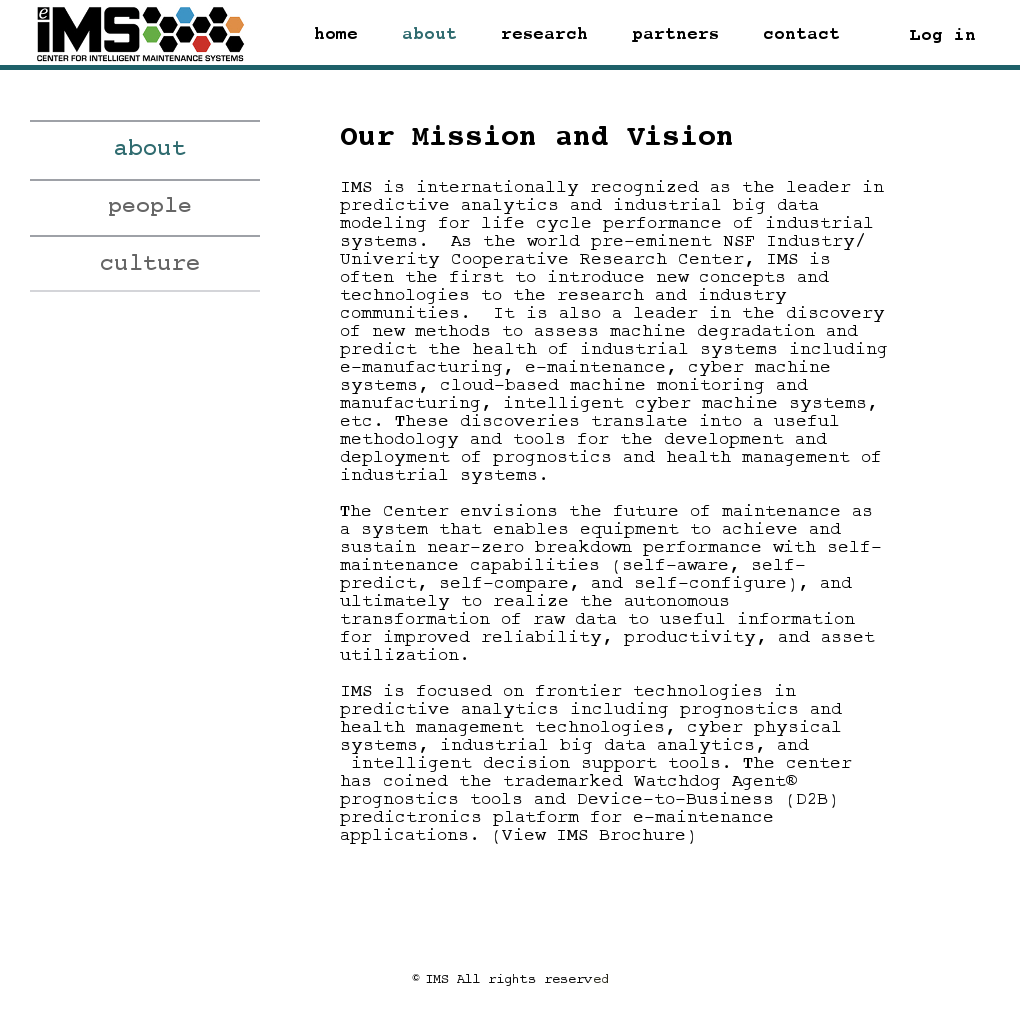 eiMS
CENTER FOR INTELLIGENT MAINTENANCE SYSTEMS
home about research partners contact Log in
about
people
culture
Our Mission and Vision
IMS is internationally recognized as the leader in
predictive analytics and industrial big data
modeling for life cycle performance of industrial
systems.  As the world pre-eminent NSF Industry/
Univerity Cooperative Research Center, IMS is
often the first to introduce new concepts and
technologies to the research and industry
communities.  It is also a leader in the discovery
of new methods to assess machine degradation and
predict the health of industrial systems including
e-manufacturing, e-maintenance, cyber machine
systems, cloud-based machine monitoring and
manufacturing, intelligent cyber machine systems,
etc. These discoveries translate into a useful
methodology and tools for the development and
deployment of prognostics and health management of
industrial systems.
The Center envisions the future of maintenance as
a system that enables equipment to achieve and
sustain near-zero breakdown performance with self-
maintenance capabilities (self-aware, self-
predict, self-compare, and self-configure), and
ultimately to realize the autonomous
transformation of raw data to useful information
for improved reliability, productivity, and asset
utilization.
IMS is focused on frontier technologies in
predictive analytics including prognostics and
health management technologies, cyber physical
systems, industrial big data analytics, and
intelligent decision support tools. The center
has coined the trademarked Watchdog Agent®
prognostics tools and Device-to-Business (D2B)
predictronics platform for e-maintenance
applications. (View IMS Brochure)
© IMS All rights reserved